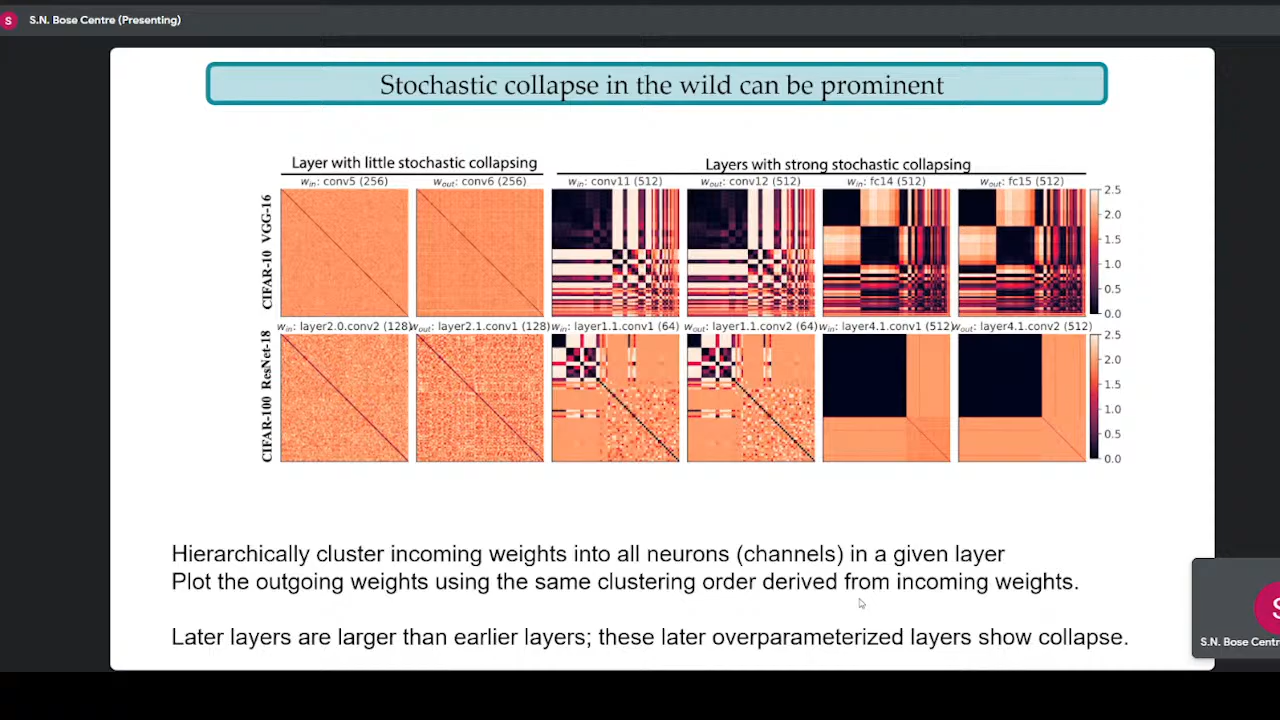 S
S.N. Bose Centre (Presenting)
Stochastic collapse in the wild can be prominent
Layer with little stochastic collapsing
Layers with strong stochastic collapsing
w_in: conv5 (256)
w_out: conv6 (256)
w_in: conv11 (512)
w_out: conv12 (512)
w_in: fc14 (512)
w_out: fc15 (512)
CIFAR-10 VGG-16
2.5
2.0
1.5
1.0
0.5
0.0
w_in: layer2.0.conv2 (128)
w_out: layer2.1.conv1 (128)
w_in: layer1.1.conv1 (64)
w_out: layer1.1.conv2 (64)
w_in: layer4.1.conv1 (512)
w_out: layer4.1.conv2 (512)
CIFAR-100 ResNet-18
2.5
2.0
1.5
1.0
0.5
0.0
Hierarchically cluster incoming weights into all neurons (channels) in a given layer
Plot the outgoing weights using the same clustering order derived from incoming weights.
Later layers are larger than earlier layers; these later overparameterized layers show collapse.
S
S.N. Bose Centr